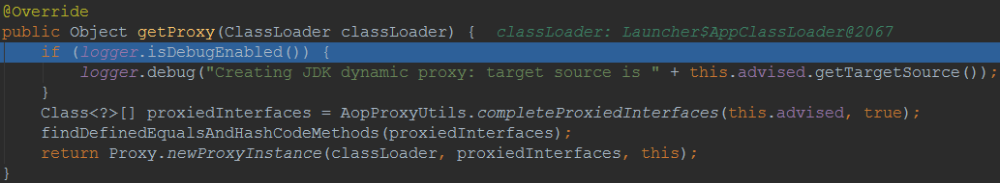 @Override
public Object getProxy(ClassLoader classLoader) {  classLoader: Launcher$AppClassLoader@2067
    if (logger.isDebugEnabled()) {
        logger.debug("Creating JDK dynamic proxy: target source is " + this.advised.getTargetSource());
    }
    Class<?>[] proxiedInterfaces = AopProxyUtils.completeProxiedInterfaces(this.advised, true);
    findDefinedEqualsAndHashCodeMethods(proxiedInterfaces);
    return Proxy.newProxyInstance(classLoader, proxiedInterfaces, this);
}